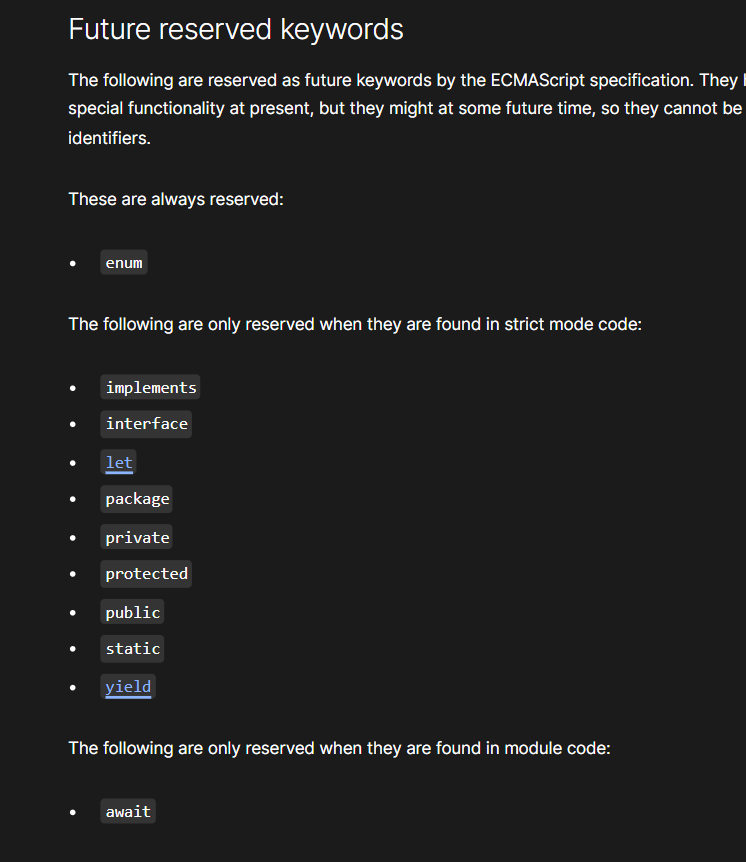 Future reserved keywords
The following are reserved as future keywords by the ECMAScript specification. They
special functionality at present, but they might at some future time, so they cannot be
identifiers.
These are always reserved:
• enum
The following are only reserved when they are found in strict mode code:
• implements
• interface
• let
• package
• private
• protected
• public
• static
• yield
The following are only reserved when they are found in module code:
• await